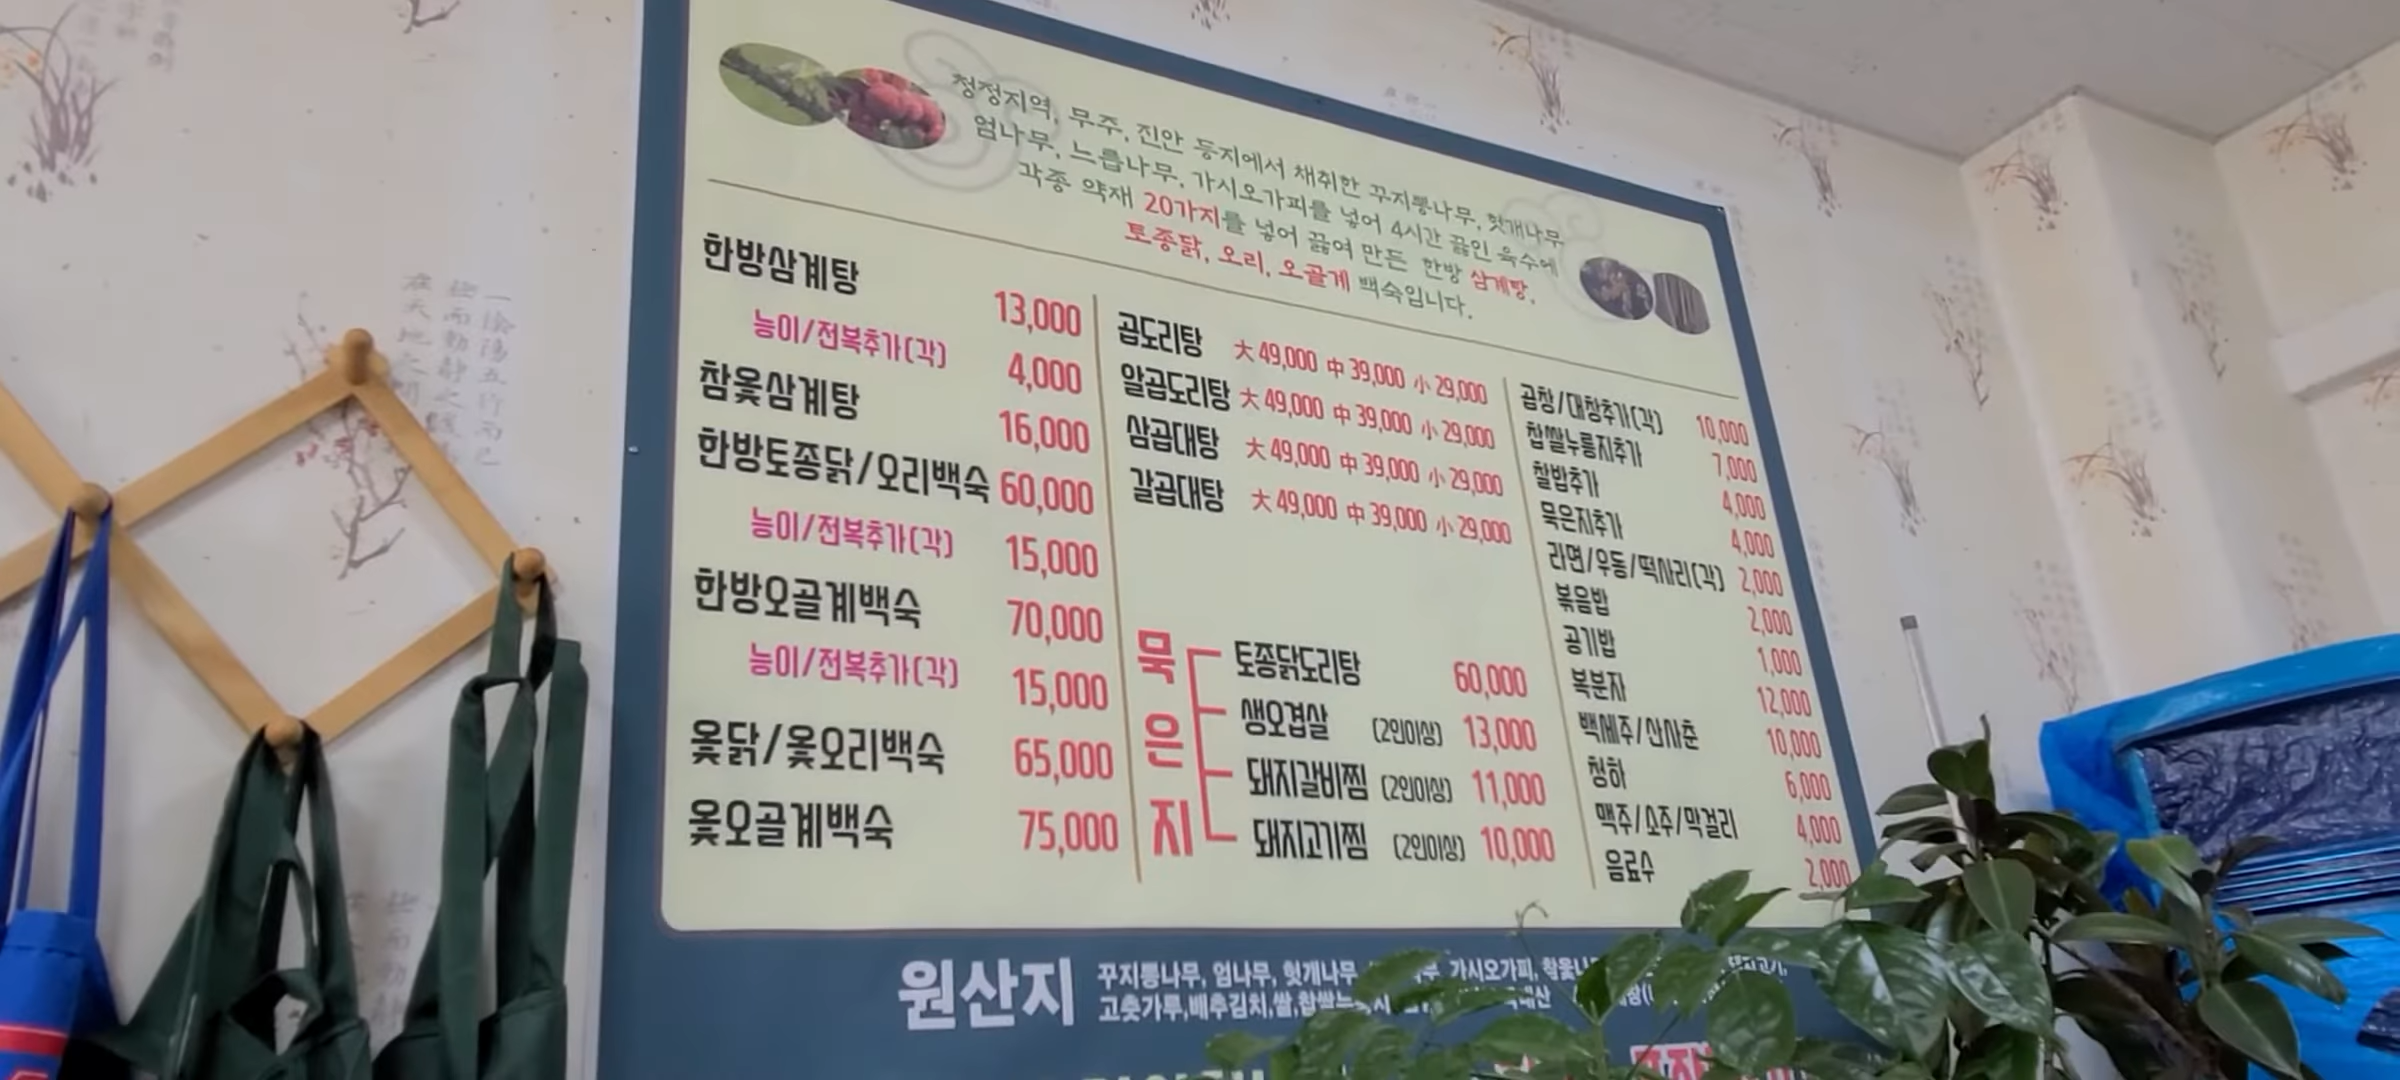 청정지역, 무주, 진안 등지에서 채취한 꾸지뽕나무, 헛개나무
엄나무, 느릅나무, 가시오가피를 넣어 4시간 끓인 육수에
각종 약재 20가지를 넣어 끓여 만든 한방 삼계탕,
토종닭, 오리, 오골계 백숙입니다.
한방삼계탕 13,000
능이/전복추가(각) 4,000
참옻삼계탕 16,000
한방토종닭/오리백숙 60,000
능이/전복추가(각) 15,000
한방오골계백숙 70,000
능이/전복추가(각) 15,000
옻닭/옻오리백숙 65,000
옻오골계백숙 75,000
곱도리탕 大 49,000 中 39,000 小 29,000
알곱도리탕 大 49,000 中 39,000 小 29,000
삼곱대탕 大 49,000 中 39,000 小 29,000
갈곱대탕 大 49,000 中 39,000 小 29,000
묵은지
토종닭도리탕 60,000
생오겹살 (2인이상) 13,000
돼지갈비찜 (2인이상) 11,000
돼지고기찜 (2인이상) 10,000
곱창/대창추가(각) 10,000
찹쌀누룽지추가 7,000
찰밥추가 4,000
묵은지추가 4,000
라면/우동/떡사리(각) 2,000
볶음밥 2,000
공기밥 1,000
복분자 12,000
백세주/산사춘 10,000
청하 6,000
맥주/소주/막걸리 4,000
음료수 2,000
원산지
꾸지뽕나무, 엄나무, 헛개나무 가시오가피,
고춧가루,배추김치,쌀,
一陰陽五行而已
在天地之